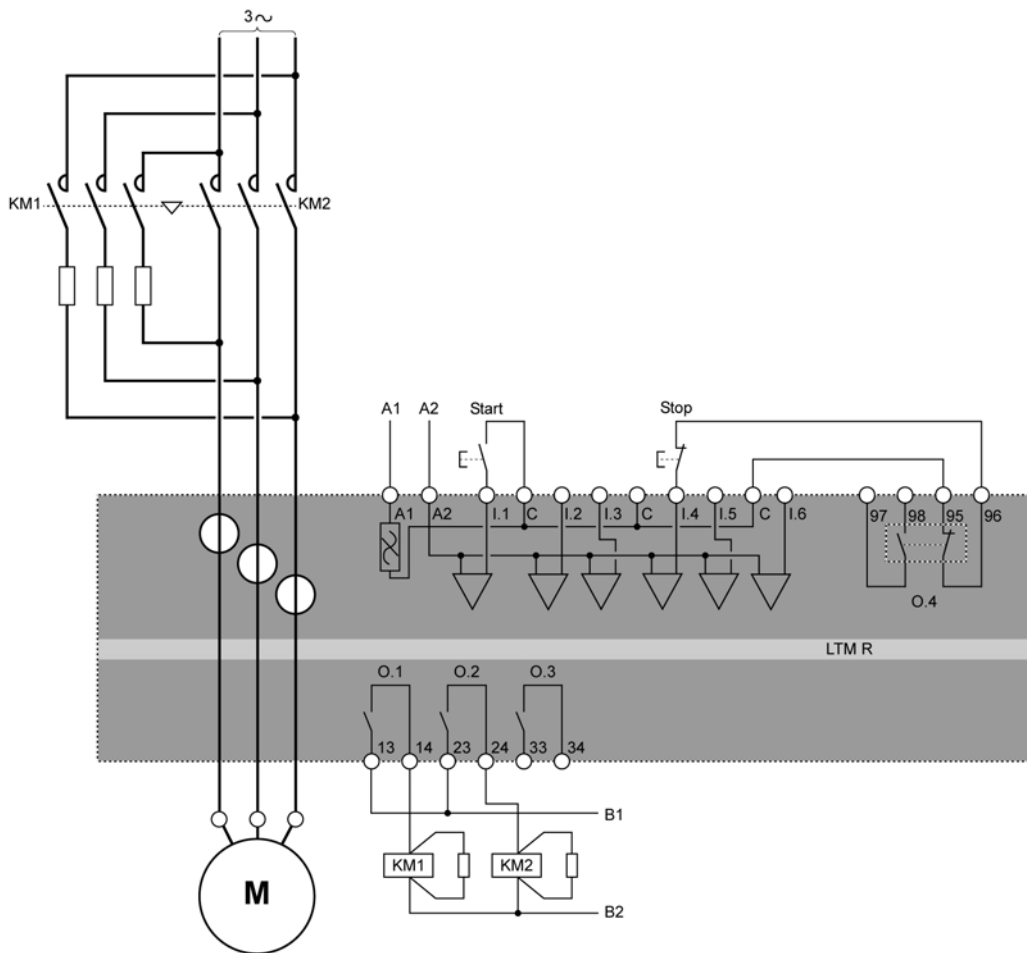 3~
KM1
KM2
A1 A2 Start Stop
A1 A2 I.1 C I.2 I.3 C I.4 I.5 C I.6 97 98 95 96
O.4
LTM R
O.1 O.2 O.3
13 14 23 24 33 34
B1
KM1 KM2
M
B2